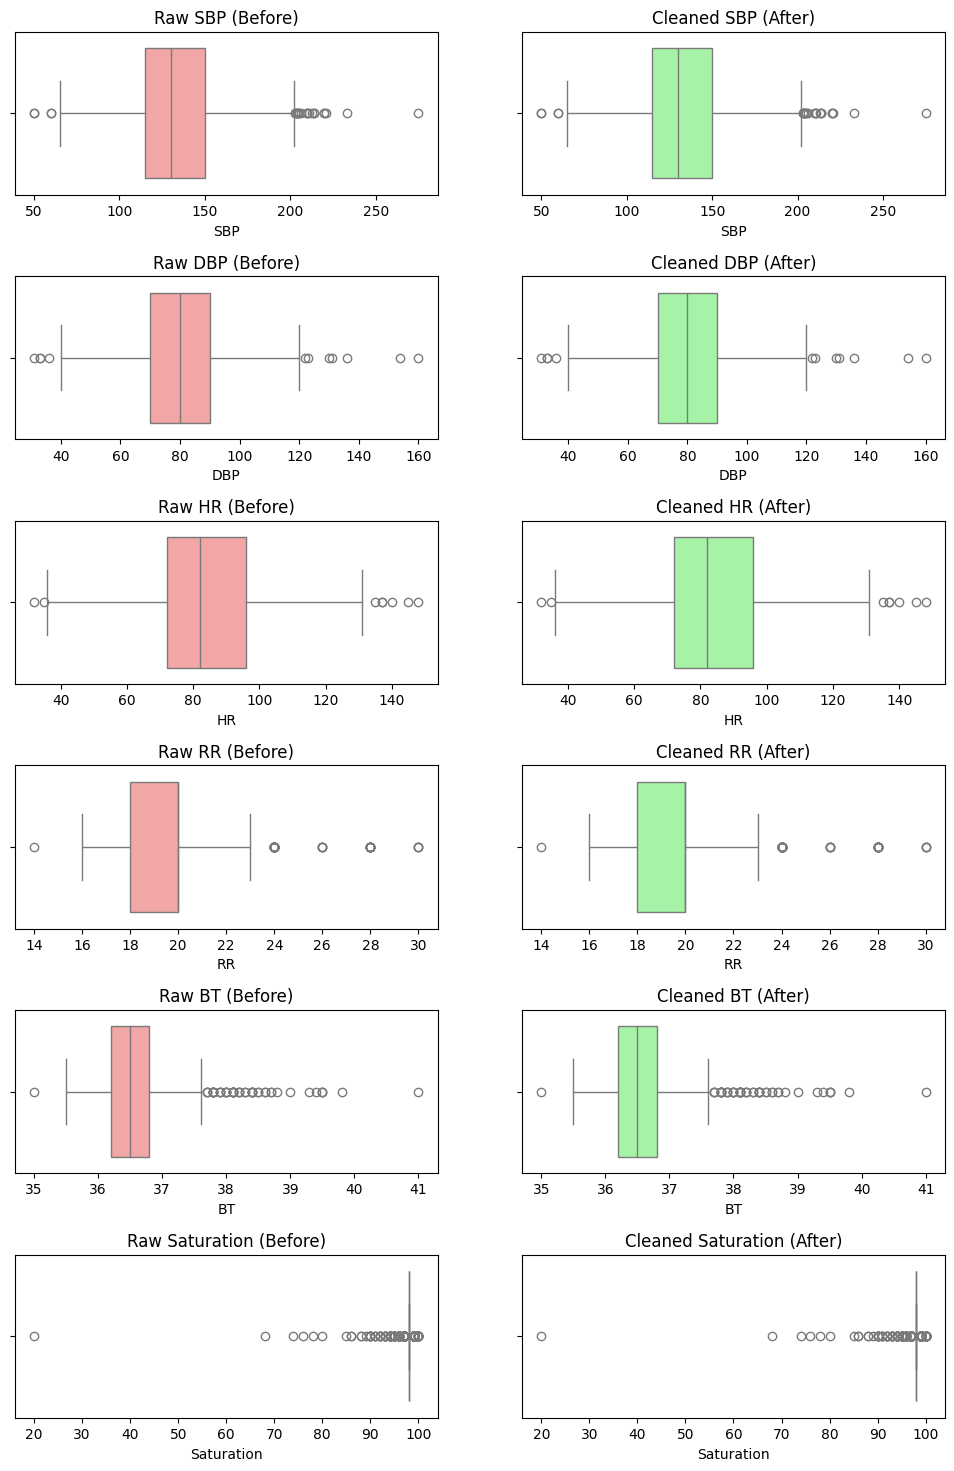 Raw SBP (Before) Cleaned SBP (After)
50 100 150 200 250 50 100 150 200 250
SBP SBP
Raw DBP (Before) Cleaned DBP (After)
40 60 80 100 120 140 160 40 60 80 100 120 140 160
DBP DBP
Raw HR (Before) Cleaned HR (After)
40 60 80 100 120 140 40 60 80 100 120 140
HR HR
Raw RR (Before) Cleaned RR (After)
14 16 18 20 22 24 26 28 30 14 16 18 20 22 24 26 28 30
RR RR
Raw BT (Before) Cleaned BT (After)
35 36 37 38 39 40 41 35 36 37 38 39 40 41
BT BT
Raw Saturation (Before) Cleaned Saturation (After)
20 30 40 50 60 70 80 90 100 20 30 40 50 60 70 80 90 100
Saturation Saturation